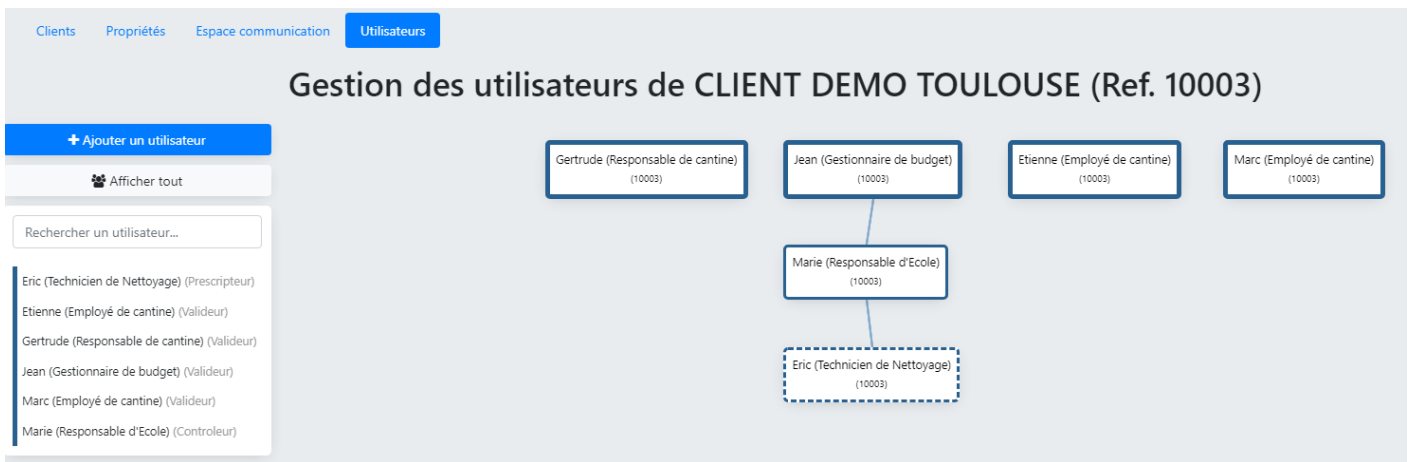 Clients Propriétés Espace communication Utilisateurs
Gestion des utilisateurs de CLIENT DEMO TOULOUSE (Ref. 10003)
+ Ajouter un utilisateur
Afficher tout
Rechercher un utilisateur...
Eric (Technicien de Nettoyage) (Prescripteur)
Etienne (Employé de cantine) (Valideur)
Gertrude (Responsable de cantine) (Valideur)
Jean (Gestionnaire de budget) (Valideur)
Marc (Employé de cantine) (Valideur)
Marie (Responsable d'Ecole) (Controleur)
Gertrude (Responsable de cantine)
(10003)
Jean (Gestionnaire de budget)
(10003)
Etienne (Employé de cantine)
(10003)
Marc (Employé de cantine)
(10003)
Marie (Responsable d'Ecole)
(10003)
Eric (Technicien de Nettoyage)
(10003)